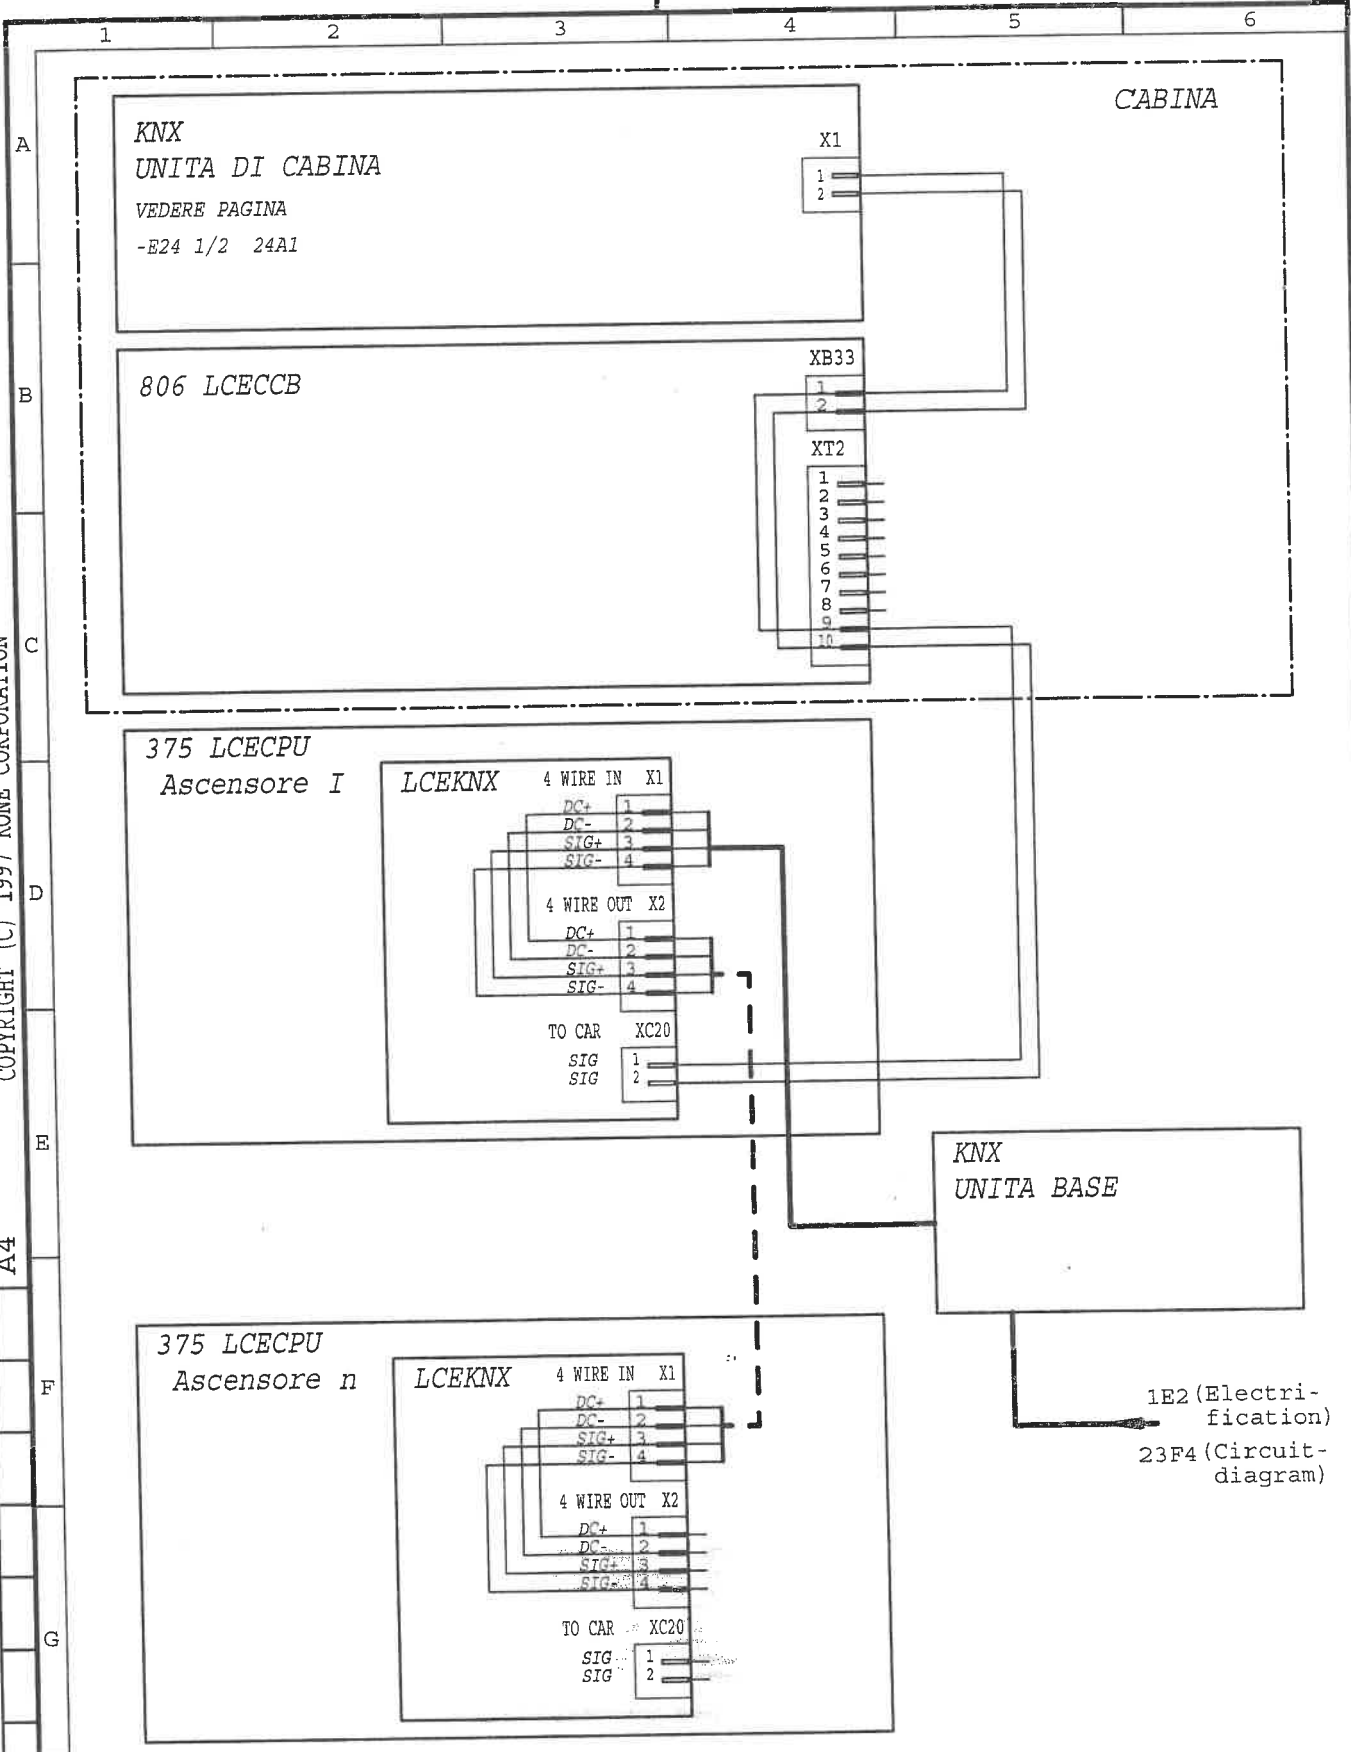 1 2 3 4 5 6
A
B
C
D
E
F
G
COPYRIGHT (C) 1997 KONE CORPORATION
A4
CABINA
KNX
UNITA DI CABINA
VEDERE PAGINA
-E24 1/2 24A1
X1
1
2
806 LCECCB
XB33
1
2
XT2
1
2
3
4
5
6
7
8
9
10
375 LCECPU
Ascensore I
LCEKNX
4 WIRE IN X1
DC+ 1
DC- 2
SIG+ 3
SIG- 4
4 WIRE OUT X2
DC+ 1
DC- 2
SIG+ 3
SIG- 4
TO CAR XC20
SIG 1
SIG 2
KNX
UNITA BASE
1E2(Electri-
fication)
23F4(Circuit-
diagram)
375 LCECPU
Ascensore n
LCEKNX
4 WIRE IN X1
DC+ 1
DC- 2
SIG+ 3
SIG- 4
4 WIRE OUT X2
DC+ 1
DC- 2
SIG+ 3
SIG- 4
TO CAR XC20
SIG 1
SIG 2